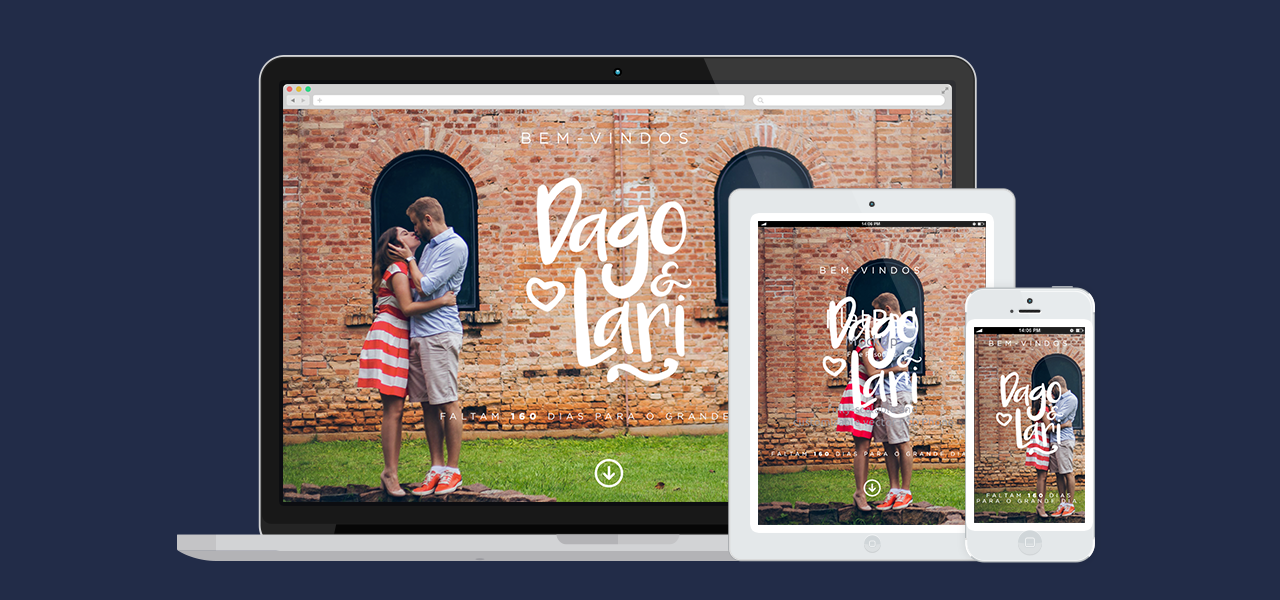 BEM-VINDOS
Dago
&
Lari
FALTAM 160 DIAS PARA O GRANDE
14:06 PM
BEM-VINDOS
Dago
&
Lari
FALTAM 160 DIAS PARA O GRANDE DIA
14:06 PM
BEM-VINDOS
Dago
&
Lari
FALTAM 160 DIAS
PARA O GRANDE DIA